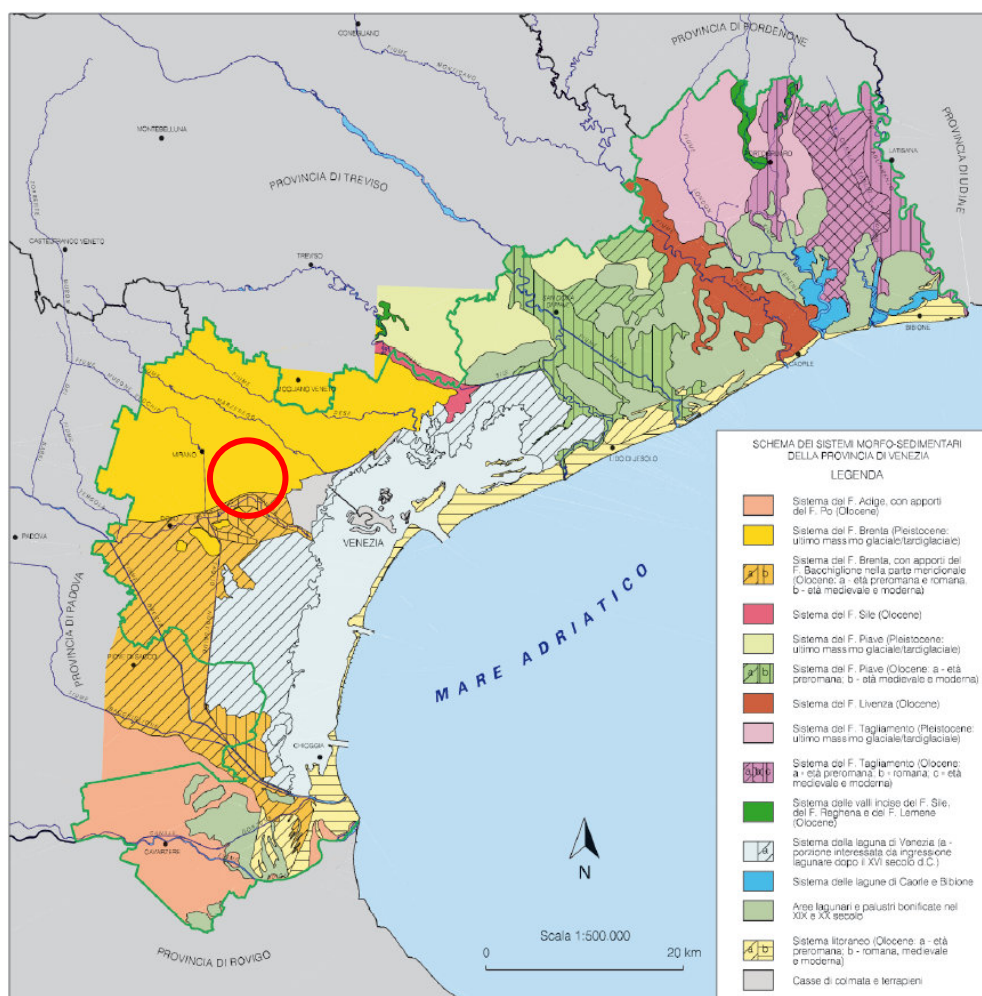 PROVINCIA DI PORDENONE
CONEGLIANO
MONTEBELLUNA
LATISANA
PROVINCIA DI UDINE
PROVINCIA DI TREVISO
CASTELFRANCO VENETO
TREVISO
BIBIONE
CAORLE
MOGLIANO VENETO
LIDO DI JESOLO
MIRANO
PADOVA
VENEZIA
PROVINCIA DI PADOVA
MARE ADRIATICO
PIOVE DI SACCO
CHIOGGIA
CAVARZERE
PROVINCIA DI ROVIGO
N
Scala 1:500.000
0 20 km
SCHEMA DEI SISTEMI MORFO-SEDIMENTARI
DELLA PROVINCIA DI VENEZIA
LEGENDA
Sistema del F. Adige, con apporti
del F. Po (Olocene)
Sistema del F. Brenta (Pleistocene:
ultimo massimo glaciale/tardiglaciale)
a b
Sistema del F. Brenta, con apporti del
F. Bacchiglione nella parte meridionale
(Olocene: a - età preromana e romana,
b - età medievale e moderna)
Sistema del F. Sile (Olocene)
Sistema del F. Piave (Pleistocene:
ultimo massimo glaciale/tardiglaciale)
a b
Sistema del F. Piave (Olocene: a - età
preromana; b - età medievale e moderna)
Sistema del F. Livenza (Olocene)
Sistema del F. Tagliamento (Pleistocene:
ultimo massimo glaciale/tardiglaciale)
a b c
Sistema del F. Tagliamento (Olocene:
a - età preromana, b - romana; c - età
medievale e moderna)
Sistema delle valli incise del F. Sile,
del F. Reghena e del F. Lemene
(Olocene)
a
Sistema della laguna di Venezia (a -
porzione interessata da ingressione
lagunare dopo il XVI secolo d.C.)
Sistema delle lagune di Caorle e Bibione
Aree lagunari e palustri bonificate nel
XIX e XX secolo
a b
Sistema litoraneo (Olocene: a - età
preromana; b - romana, medievale
e moderna)
Casse di colmata e terrapieni